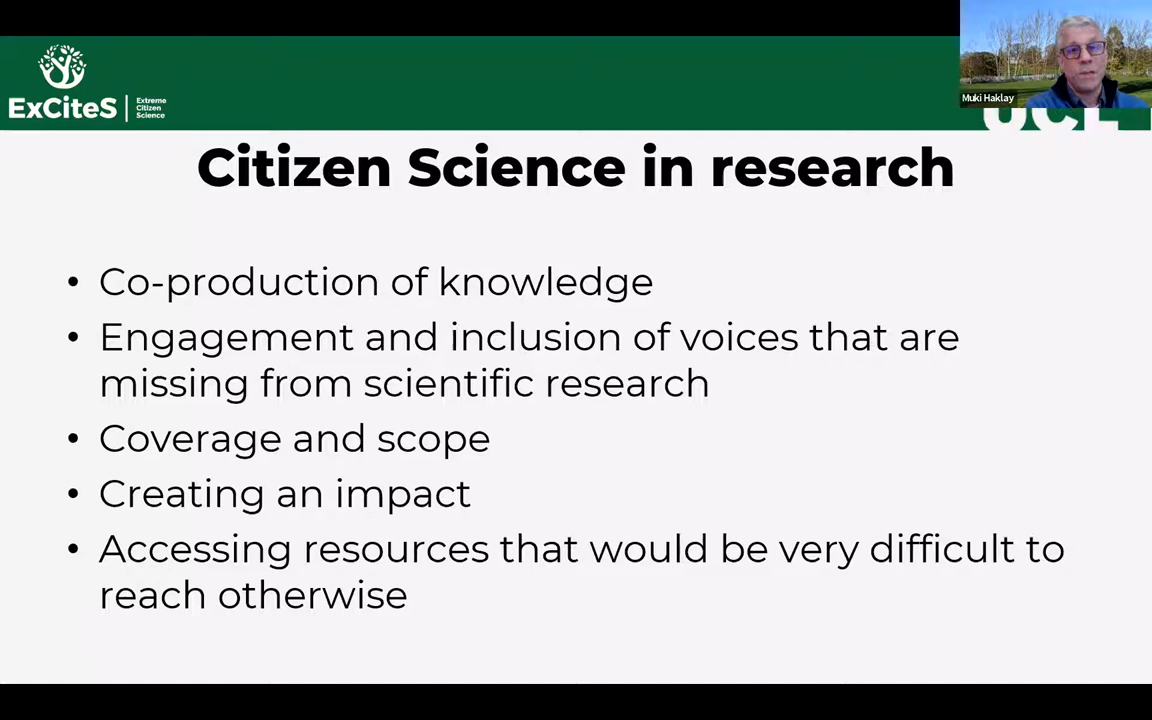 ExCiteS
Extreme
Citizen
Science
Muki Haklay
UCL
Citizen Science in research
• Co-production of knowledge
• Engagement and inclusion of voices that are
missing from scientific research
• Coverage and scope
• Creating an impact
• Accessing resources that would be very difficult to
reach otherwise